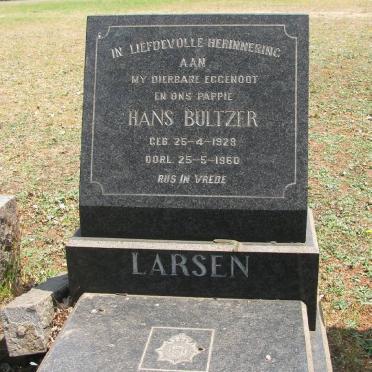 IN LIEFDEVOLLE HERINNERING
AAN
MY DIERBARE EGGENOOT
EN ONS PAPPIE
HANS BULTZER
GEB. 25-4-1928
OORL. 25-5-1960
RUS IN VREDE
LARSEN